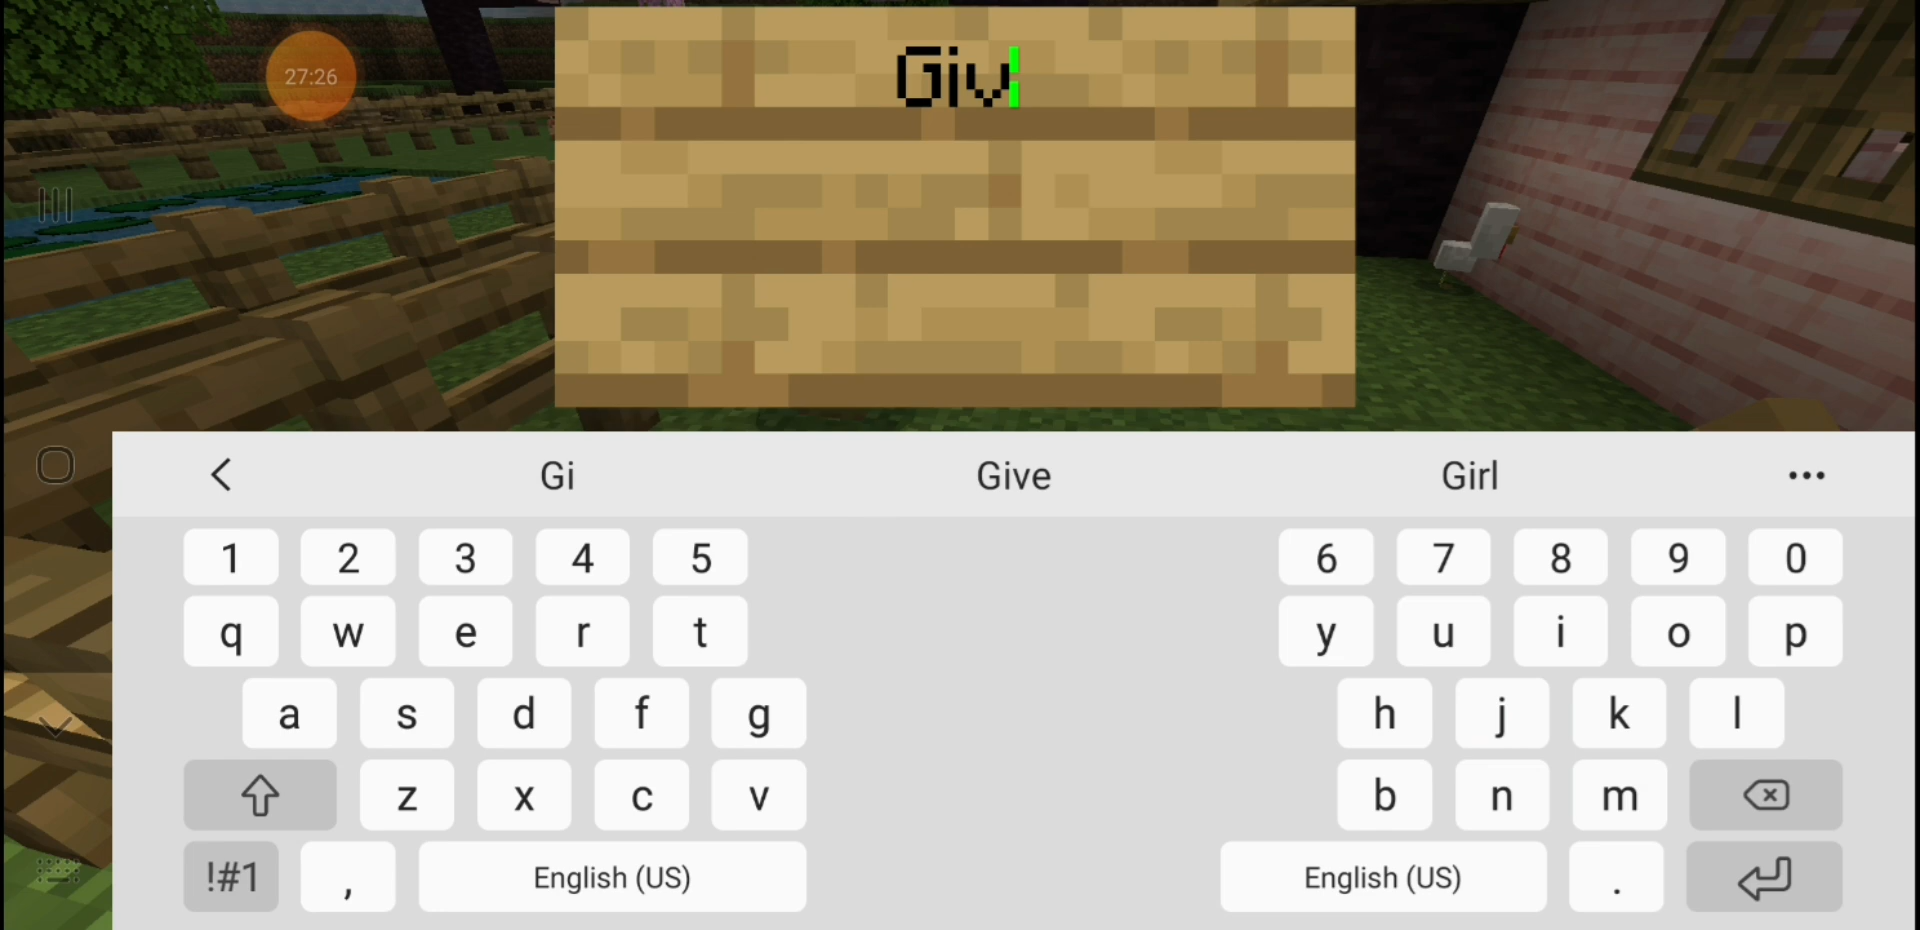 27:26
Giv
Gi Give Girl
1 2 3 4 5 6 7 8 9 0
q w e r t y u i o p
a s d f g h j k l
z x c v b n m
!#1 , English (US) English (US) .